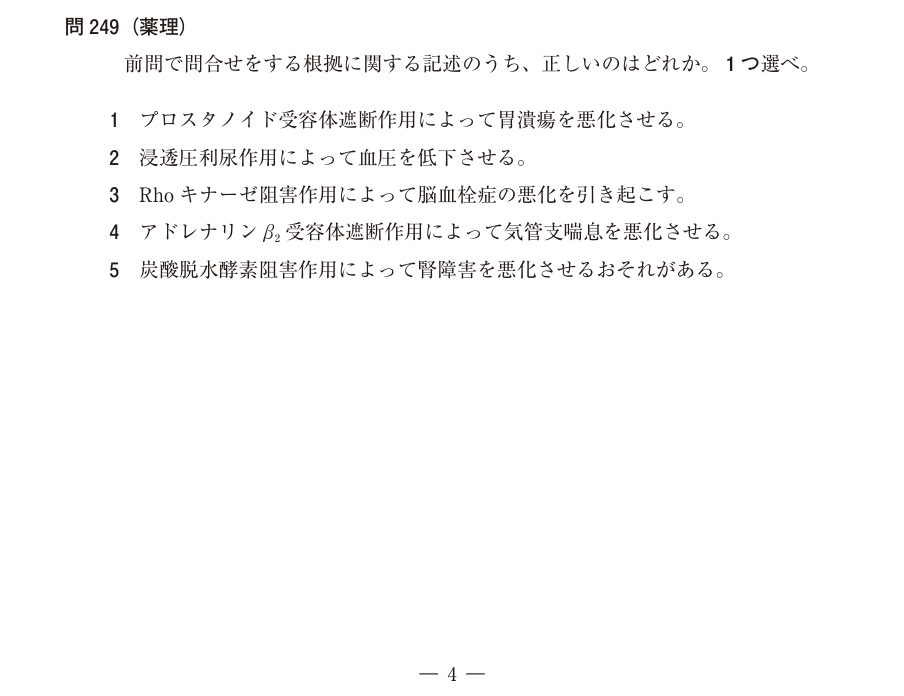 問 249（薬理）
前問で問合せをする根拠に関する記述のうち、正しいのはどれか。1つ選べ。
1 プロスタノイド受容体遮断作用によって胃潰瘍を悪化させる。
2 浸透圧利尿作用によって血圧を低下させる。
3 Rho キナーゼ阻害作用によって脳血栓症の悪化を引き起こす。
4 アドレナリン β₂ 受容体遮断作用によって気管支喘息を悪化させる。
5 炭酸脱水酵素阻害作用によって腎障害を悪化させるおそれがある。
― 4 ―